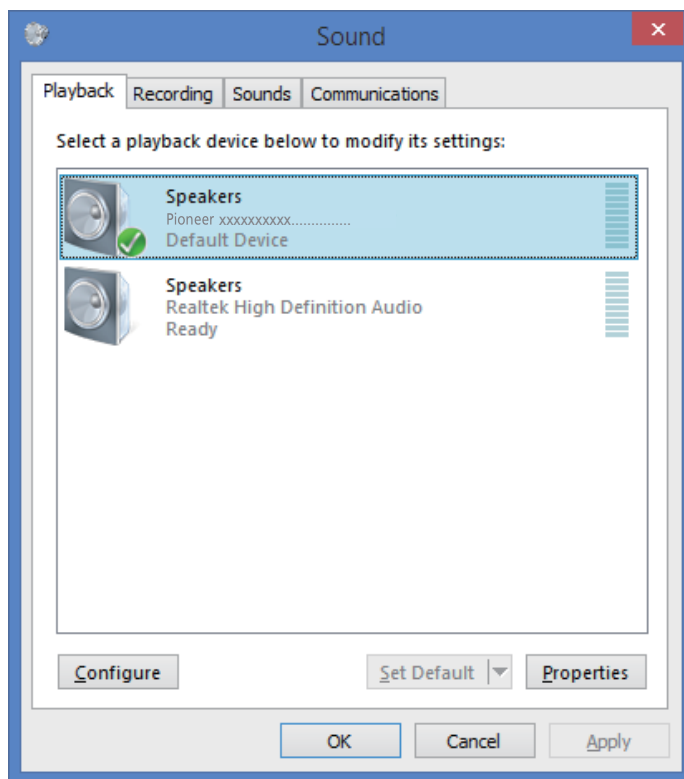 Sound
Playback Recording Sounds Communications
Select a playback device below to modify its settings:
Speakers
Pioneer xxxxxxxxxx...............
Default Device
Speakers
Realtek High Definition Audio
Ready
Configure Set Default Properties
OK Cancel Apply